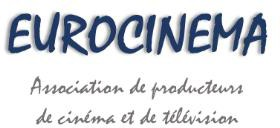 EUROCINEMA
Association de producteurs
de cinéma et de télévision